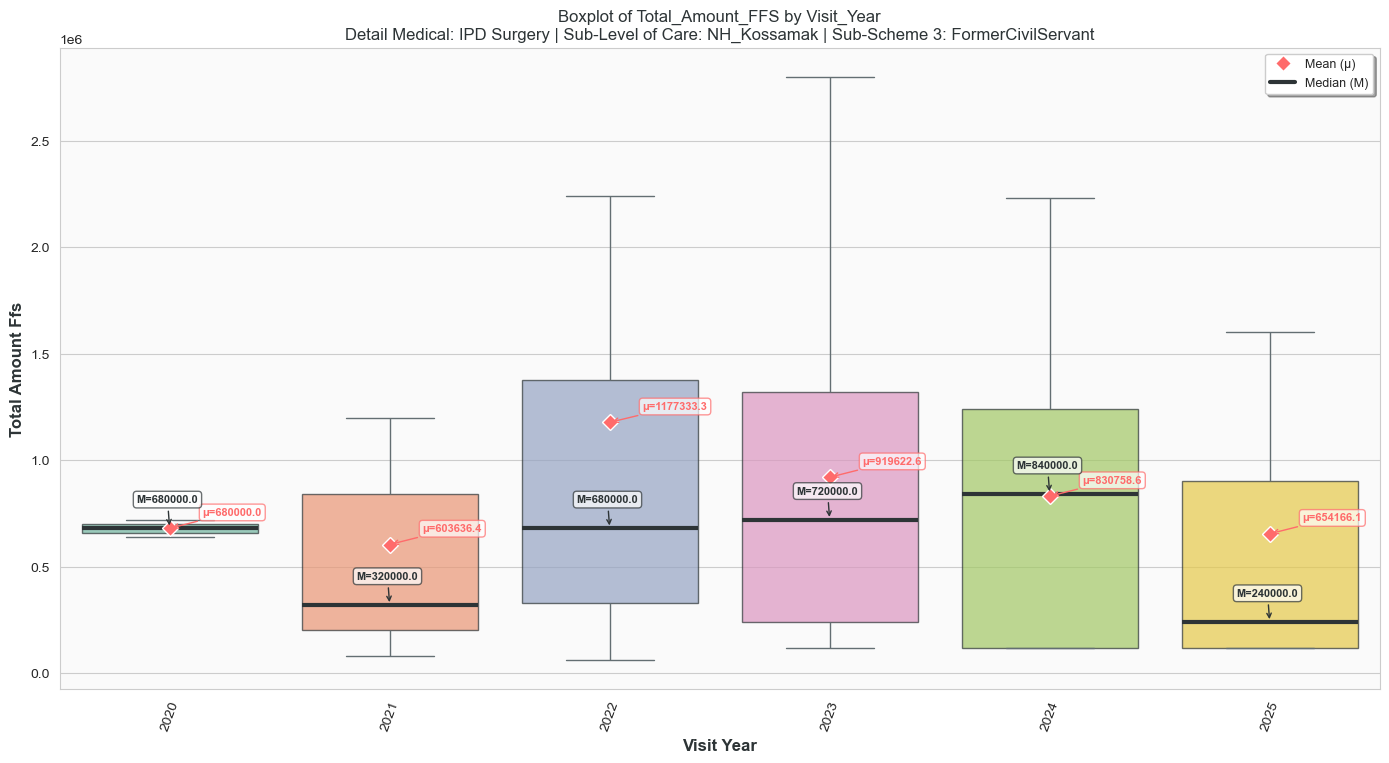 Boxplot of Total_Amount_FFS by Visit_Year
Detail Medical: IPD Surgery | Sub-Level of Care: NH_Kossamak | Sub-Scheme 3: FormerCivilServant
1e6
Mean (μ)
Median (M)
2.5
2.0
1.5
1.0
0.5
0.0
Total Amount Ffs
M=680000.0
μ=680000.0
M=320000.0
μ=603636.4
M=680000.0
μ=1177333.3
M=720000.0
μ=919622.6
M=840000.0
μ=830758.6
M=240000.0
μ=654166.1
2020
2021
2022
2023
2024
2025
Visit Year